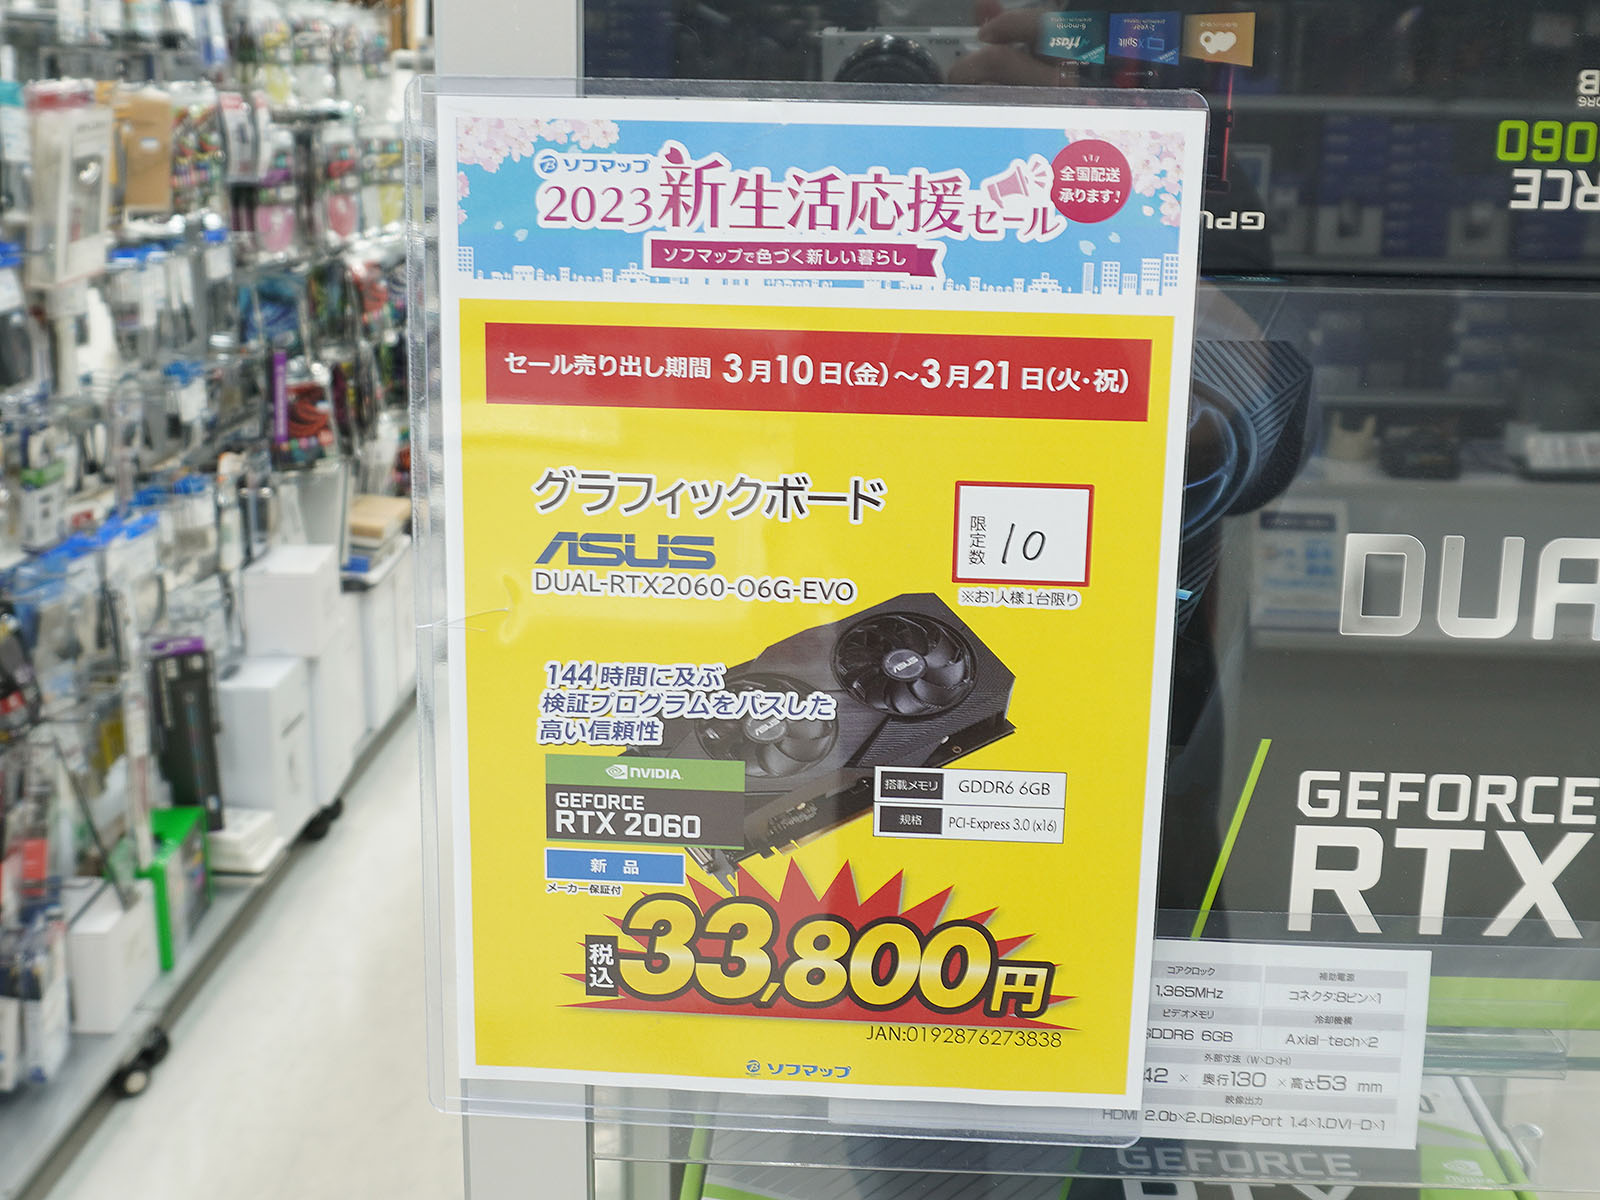 ソフマップ
2023新生活応援セール
全国配送
承ります!
ソフマップで色づく新しい暮らし
セール売り出し期間 3月10日(金)~3月21日(火・祝)
グラフィックボード
ASUS
DUAL-RTX2060-O6G-EVO
限定数 10
※お1人様1台限り
144時間に及ぶ
検証プログラムをパスした
高い信頼性
ASUS
ASUS
NVIDIA
GEFORCE
RTX 2060
搭載メモリ GDDR6 6GB
規格 PCI-Express 3.0 (x16)
新品
メーカー保証付
税込 33,800円
JAN:0192876273838
ソフマップ
DUA
GEFORCE
RTX
コアクロック 補助電源
1,365MHz コネクタ:8ピン×1
ビデオメモリ 冷却機構
GDDR6 6GB Axial-tech×2
外部寸法 (W×D×H)
42 × 奥行130 × 高さ53 mm
映像出力
HDMI 2.0b×2、DisplayPort 1.4×1、DVI-D×1
GEFORCE